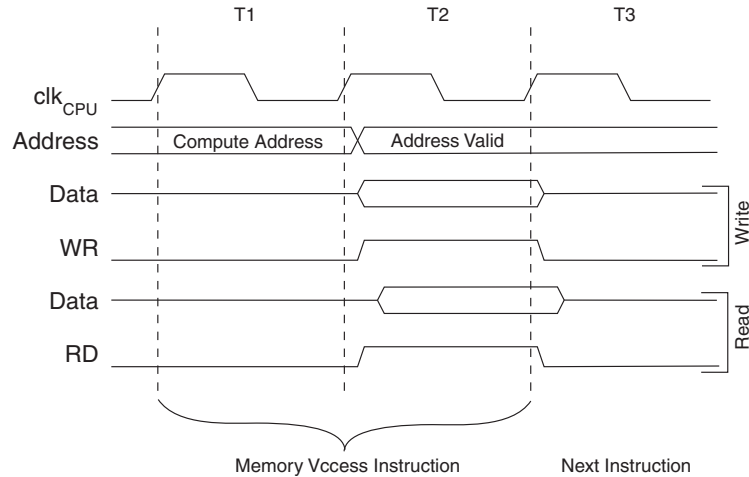 T1 T2 T3
clkCPU
Address Compute Address Address Valid
Data
WR
Write
Data
RD
Read
Memory Vccess Instruction Next Instruction